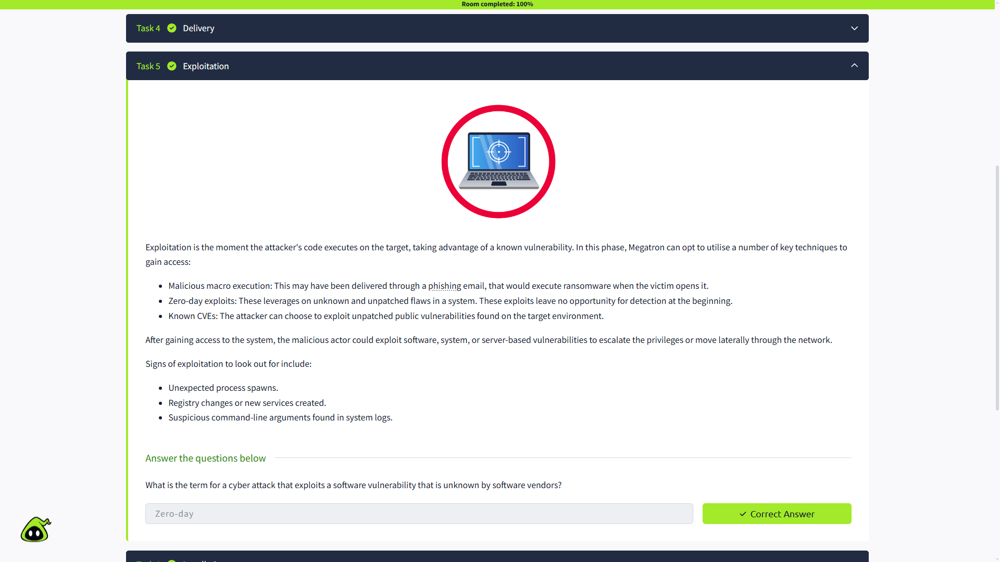 Room completed: 100%
Task 4 Delivery
Task 5 Exploitation
Exploitation is the moment the attacker's code executes on the target, taking advantage of a known vulnerability. In this phase, Megatron can opt to utilise a number of key techniques to
gain access:
Malicious macro execution: This may have been delivered through a phishing email, that would execute ransomware when the victim opens it.
Zero-day exploits: These leverages on unknown and unpatched flaws in a system. These exploits leave no opportunity for detection at the beginning.
Known CVEs: The attacker can choose to exploit unpatched public vulnerabilities found on the target environment.
After gaining access to the system, the malicious actor could exploit software, system, or server-based vulnerabilities to escalate the privileges or move laterally through the network.
Signs of exploitation to look out for include:
Unexpected process spawns.
Registry changes or new services created.
Suspicious command-line arguments found in system logs.
Answer the questions below
What is the term for a cyber attack that exploits a software vulnerability that is unknown by software vendors?
Zero-day
Correct Answer